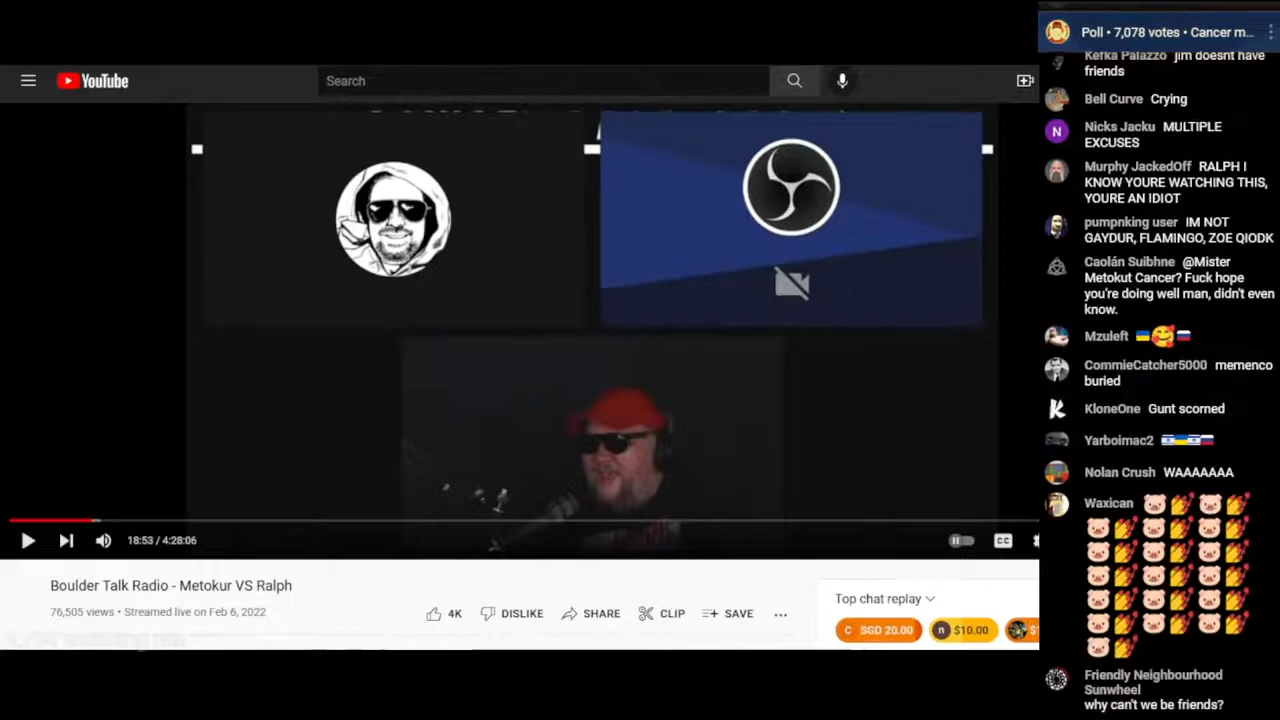 Poll • 7,078 votes • Cancer m...
YouTube
Search
Kefka Palazzo jim doesnt have
friends
Bell Curve Crying
N
Nicks Jacku MULTIPLE
EXCUSES
Murphy JackedOff RALPH I
KNOW YOURE WATCHING THIS,
YOURE AN IDIOT
pumpnking user IM NOT
GAYDUR, FLAMINGO, ZOE QIODK
Caolán Suibhne @Mister
Metokut Cancer? Fuck hope
you're doing well man, didn't even
know.
Mzuleft 🇺🇦🥰🇷🇺
CommieCatcher5000 memenco
buried
KloneOne Gunt scorned
Yarboimac2 🇮🇱🇺🇦🇮🇱🇷🇺
Nolan Crush WAAAAAAA
Waxican 🐷💅🐷💅
🐷💅🐷💅🐷💅
🐷💅🐷💅🐷💅
🐷💅🐷💅🐷💅
🐷💅🐷💅🐷💅
🐷💅🐷💅🐷💅
🐷💅
Friendly Neighbourhood
Sunwheel
why can't we be friends?
18:53 / 4:28:06
CC
Boulder Talk Radio - Metokur VS Ralph
76,505 views • Streamed live on Feb 6, 2022
4K DISLIKE SHARE CLIP SAVE ...
Top chat replay
C SGD 20.00 n $10.00